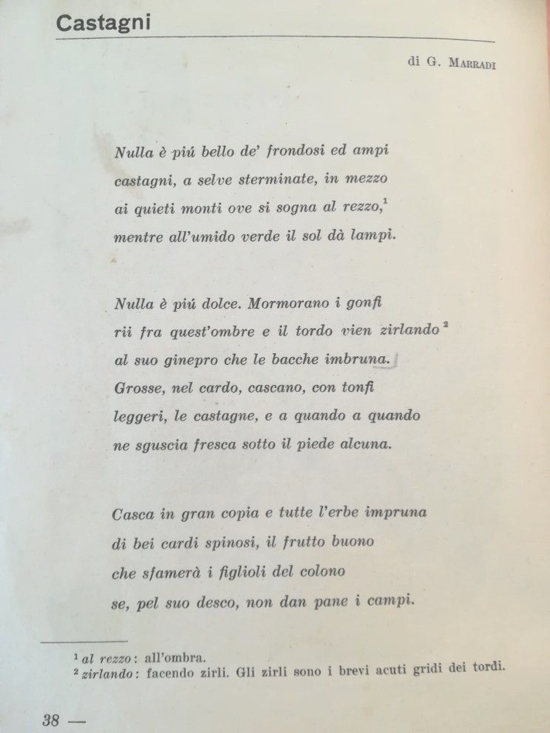 Castagni
di G. Marradi
Nulla è piú bello de' frondosi ed ampi
castagni, a selve sterminate, in mezzo
ai quieti monti ove si sogna al rezzo,¹
mentre all'umido verde il sol dà lampi.
Nulla è piú dolce. Mormorano i gonfi
rii fra quest'ombre e il tordo vien zirlando²
al suo ginepro che le bacche imbruna.
Grosse, nel cardo, cascano, con tonfi
leggeri, le castagne, e a quando a quando
ne sguscia fresca sotto il piede alcuna.
Casca in gran copia e tutte l'erbe impruna
di bei cardi spinosi, il frutto buono
che sfamerà i figlioli del colono
se, pel suo desco, non dan pane i campi.
¹ al rezzo: all'ombra.
² zirlando: facendo zirli. Gli zirli sono i brevi acuti gridi dei tordi.
38 —